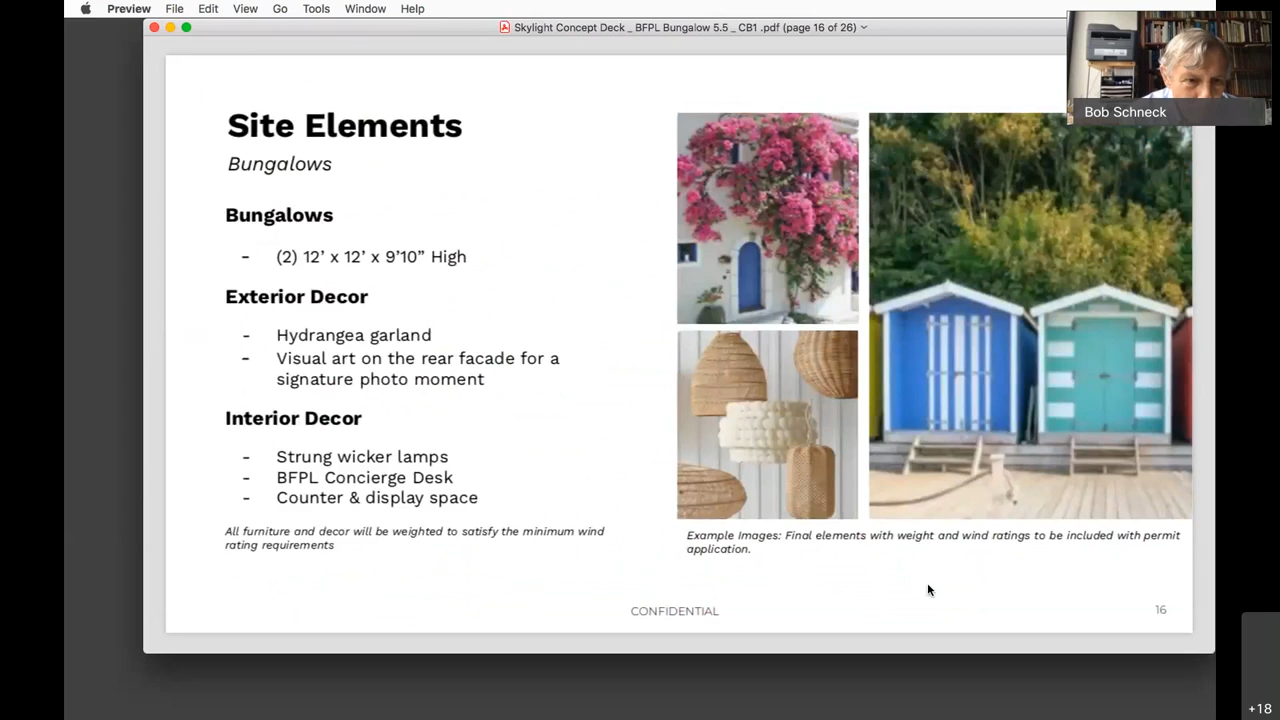 Preview File Edit View Go Tools Window Help
Skylight Concept Deck _ BFPL Bungalow 5.5 _ CB1 .pdf (page 16 of 26)
Bob Schneck
Site Elements
Bungalows
Bungalows
- (2) 12’ x 12’ x 9’10” High
Exterior Decor
- Hydrangea garland
- Visual art on the rear facade for a
signature photo moment
Interior Decor
- Strung wicker lamps
- BFPL Concierge Desk
- Counter & display space
All furniture and decor will be weighted to satisfy the minimum wind
rating requirements
Example Images: Final elements with weight and wind ratings to be included with permit
application.
CONFIDENTIAL
16
+18